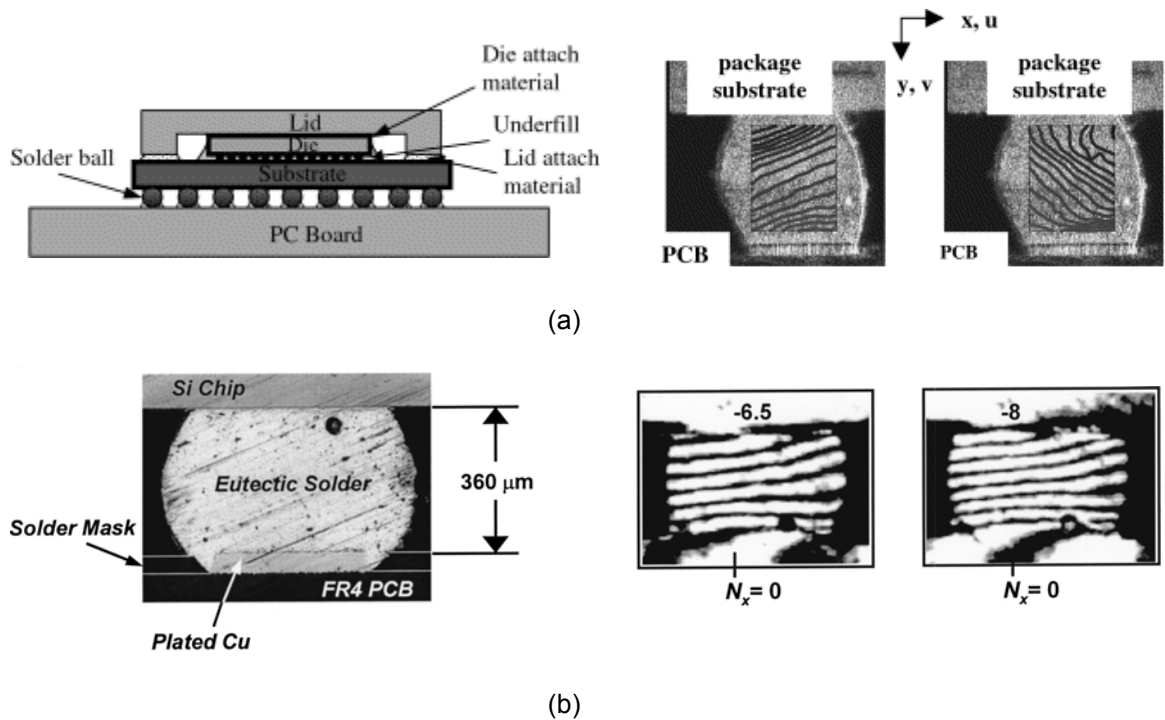 Die attach
material
Lid
Underfill
Die
Solder ball
Lid attach
material
Substrate
PC Board
x, u
y, v
package
substrate
package
substrate
PCB
PCB
(a)
Si Chip
Eutectic Solder
360 μm
Solder Mask
FR4 PCB
Plated Cu
-6.5
-8
Nx= 0
Nx= 0
(b)